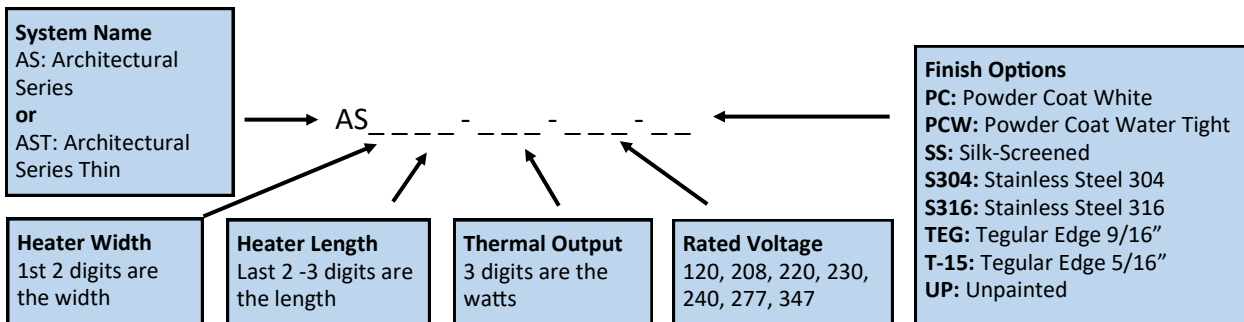 System Name
AS: Architectural
Series
or
AST: Architectural
Series Thin
AS_ _ _ _ - _ _ _ - _ _ _ - _ _
Finish Options
PC: Powder Coat White
PCW: Powder Coat Water Tight
SS: Silk-Screened
S304: Stainless Steel 304
S316: Stainless Steel 316
TEG: Tegular Edge 9/16”
T-15: Tegular Edge 5/16”
UP: Unpainted
Heater Width
1st 2 digits are
the width
Heater Length
Last 2 -3 digits are
the length
Thermal Output
3 digits are the
watts
Rated Voltage
120, 208, 220, 230,
240, 277, 347